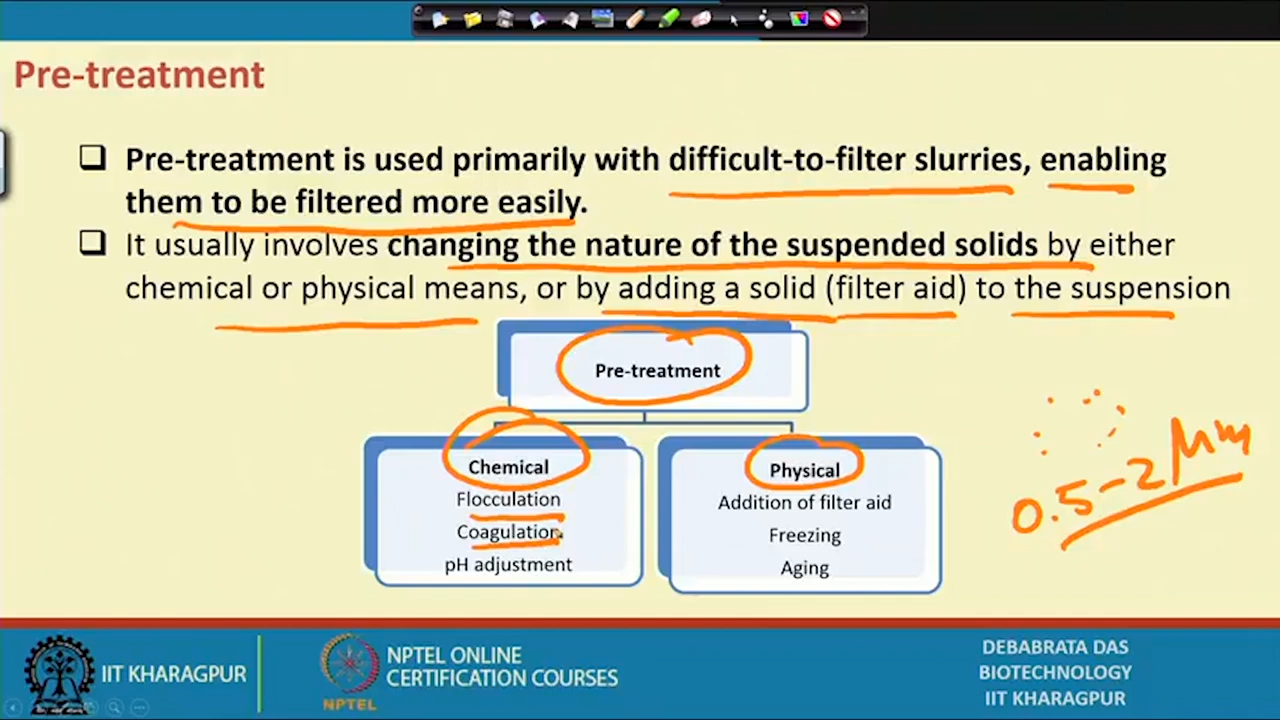 Pre-treatment
❑ Pre-treatment is used primarily with difficult-to-filter slurries, enabling
them to be filtered more easily.
❑ It usually involves changing the nature of the suspended solids by either
chemical or physical means, or by adding a solid (filter aid) to the suspension
Pre-treatment
Chemical
Flocculation
Coagulation
pH adjustment
Physical
Addition of filter aid
Freezing
Aging
0.5-2 μm
IIT KHARAGPUR
NPTEL
NPTEL ONLINE
CERTIFICATION COURSES
DEBABRATA DAS
BIOTECHNOLOGY
IIT KHARAGPUR